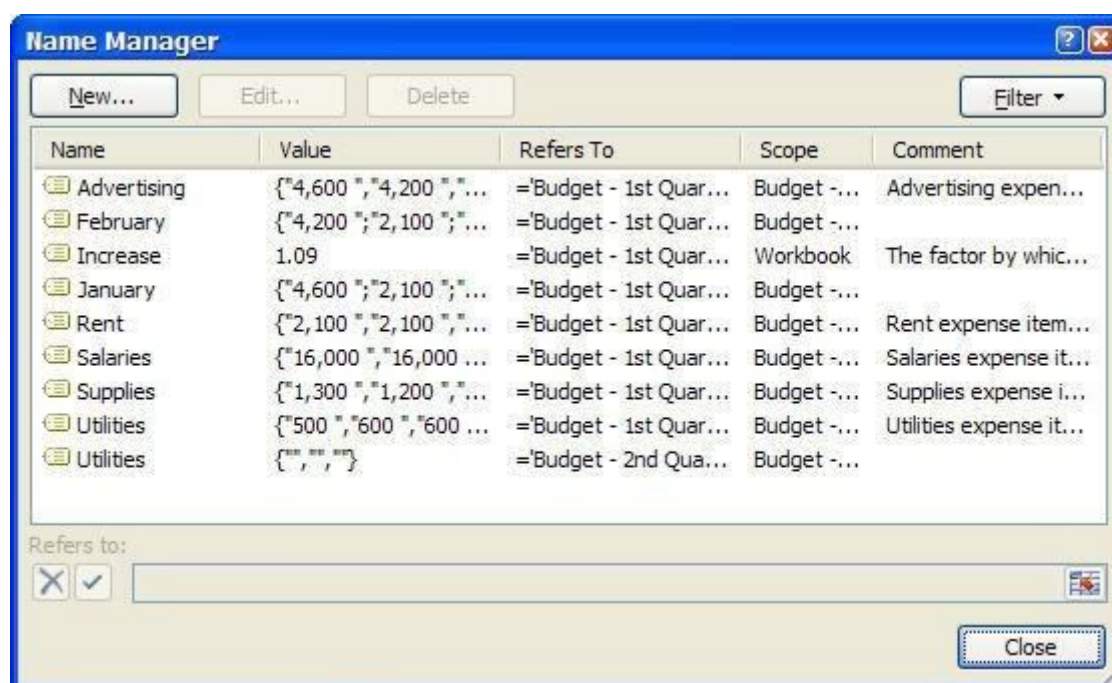 Name Manager
New... Edit... Delete Filter
Name Value Refers To Scope Comment
Advertising {"4,600 ","4,200 ","... ='Budget - 1st Quar... Budget -... Advertising expen...
February {"4,200 ";"2,100 ";"... ='Budget - 1st Quar... Budget -...
Increase 1.09 ='Budget - 1st Quar... Workbook The factor by whic...
January {"4,600 ";"2,100 ";"... ='Budget - 1st Quar... Budget -...
Rent {"2,100 ","2,100 ","... ='Budget - 1st Quar... Budget -... Rent expense item...
Salaries {"16,000 ","16,000 ... ='Budget - 1st Quar... Budget -... Salaries expense it...
Supplies {"1,300 ","1,200 ","... ='Budget - 1st Quar... Budget -... Supplies expense i...
Utilities {"500 ","600 ","600 ... ='Budget - 1st Quar... Budget -... Utilities expense it...
Utilities {"","",""} ='Budget - 2nd Qua... Budget -...
Refers to:
Close